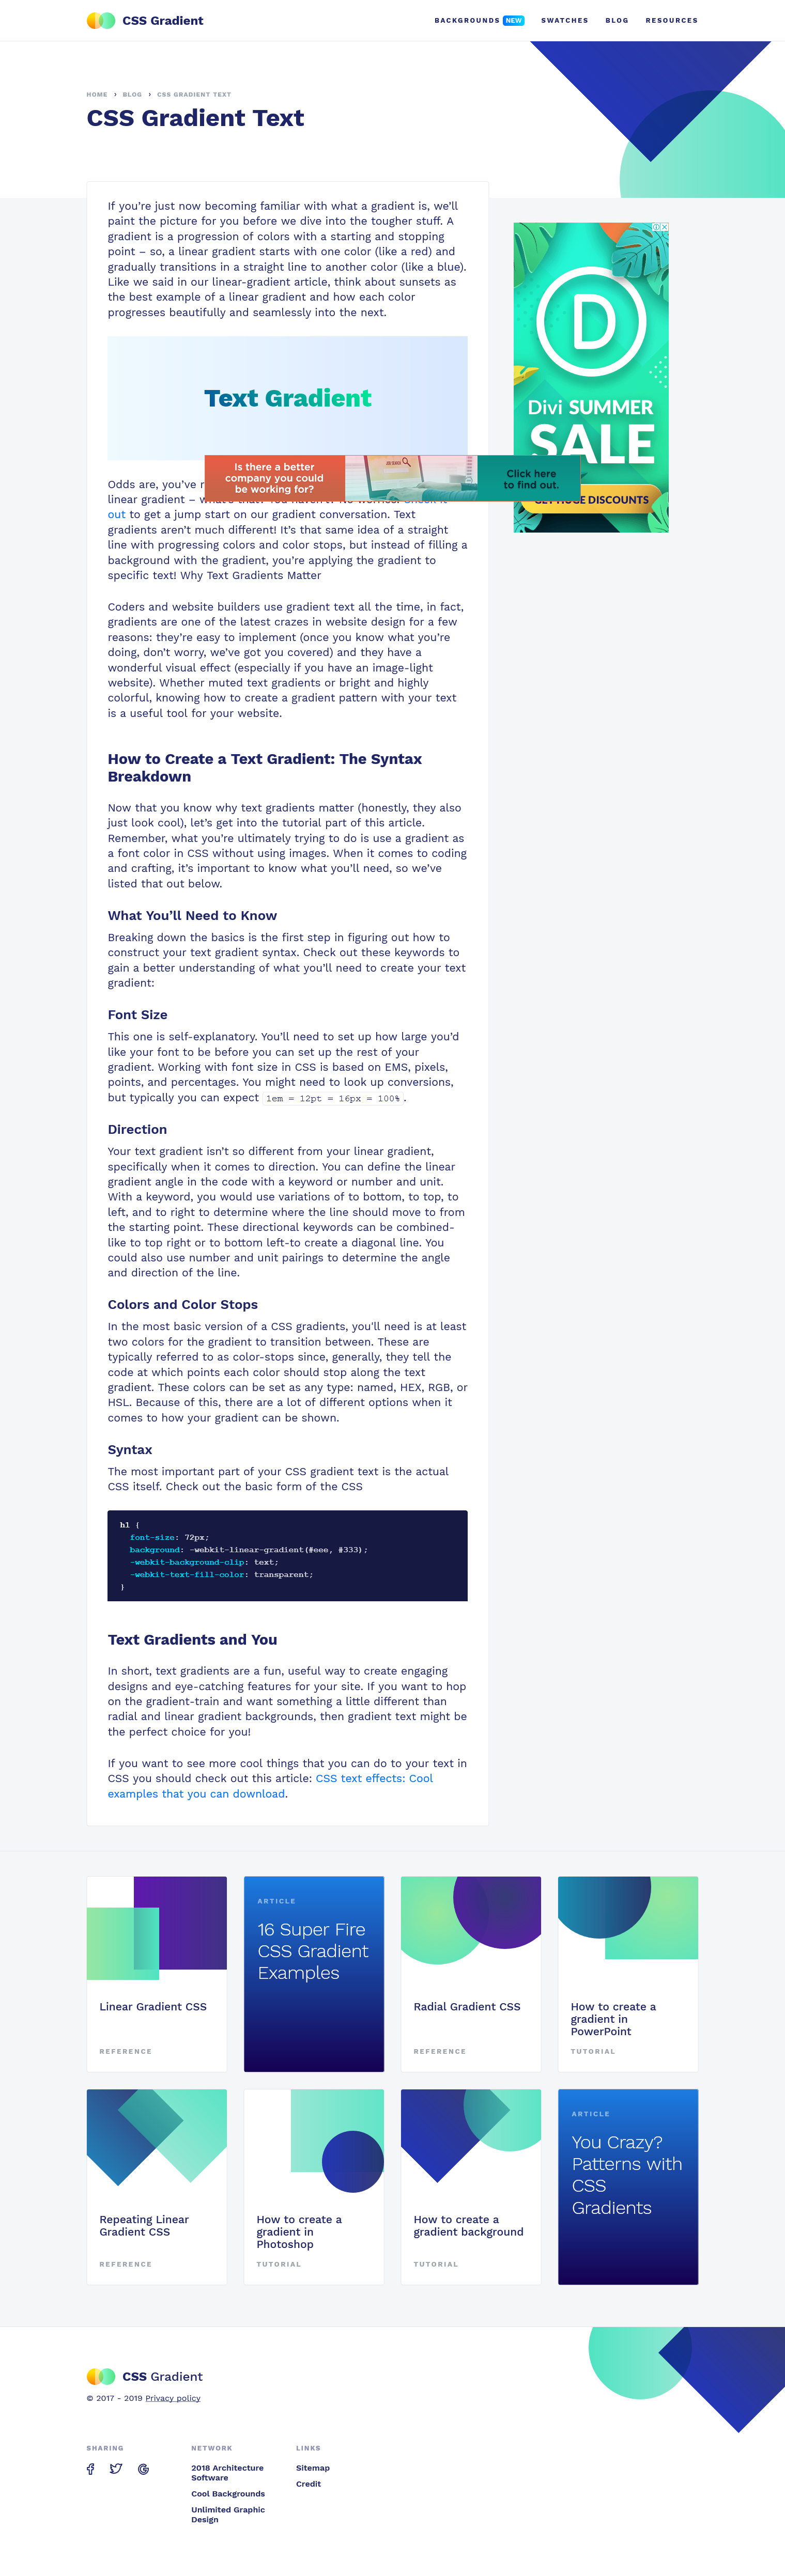 CSS Gradient
BACKGROUNDS NEW
SWATCHES
BLOG
RESOURCES
HOME › BLOG › CSS GRADIENT TEXT
CSS Gradient Text
If you’re just now becoming familiar with what a gradient is, we’ll
paint the picture for you before we dive into the tougher stuff. A
gradient is a progression of colors with a starting and stopping
point – so, a linear gradient starts with one color (like a red) and
gradually transitions in a straight line to another color (like a blue).
Like we said in our linear-gradient article, think about sunsets as
the best example of a linear gradient and how each color
progresses beautifully and seamlessly into the next.
Text Gradient
D
Divi SUMMER
SALE
HUGE DISCOUNTS
Is there a better
company you could
be working for?
Click here
to find out.
Odds are, you’ve
linear gradient –
out to get a jump start on our gradient conversation. Text
gradients aren’t much different! It’s that same idea of a straight
line with progressing colors and color stops, but instead of filling a
background with the gradient, you’re applying the gradient to
specific text! Why Text Gradients Matter
Coders and website builders use gradient text all the time, in fact,
gradients are one of the latest crazes in website design for a few
reasons: they’re easy to implement (once you know what you’re
doing, don’t worry, we’ve got you covered) and they have a
wonderful visual effect (especially if you have an image-light
website). Whether muted text gradients or bright and highly
colorful, knowing how to create a gradient pattern with your text
is a useful tool for your website.
How to Create a Text Gradient: The Syntax
Breakdown
Now that you know why text gradients matter (honestly, they also
just look cool), let’s get into the tutorial part of this article.
Remember, what you’re ultimately trying to do is use a gradient as
a font color in CSS without using images. When it comes to coding
and crafting, it’s important to know what you’ll need, so we’ve
listed that out below.
What You’ll Need to Know
Breaking down the basics is the first step in figuring out how to
construct your text gradient syntax. Check out these keywords to
gain a better understanding of what you’ll need to create your text
gradient:
Font Size
This one is self-explanatory. You’ll need to set up how large you’d
like your font to be before you can set up the rest of your
gradient. Working with font size in CSS is based on EMS, pixels,
points, and percentages. You might need to look up conversions,
but typically you can expect 1em = 12pt = 16px = 100% .
Direction
Your text gradient isn’t so different from your linear gradient,
specifically when it comes to direction. You can define the linear
gradient angle in the code with a keyword or number and unit.
With a keyword, you would use variations of to bottom, to top, to
left, and to right to determine where the line should move to from
the starting point. These directional keywords can be combined-
like to top right or to bottom left-to create a diagonal line. You
could also use number and unit pairings to determine the angle
and direction of the line.
Colors and Color Stops
In the most basic version of a CSS gradients, you'll need is at least
two colors for the gradient to transition between. These are
typically referred to as color-stops since, generally, they tell the
code at which points each color should stop along the text
gradient. These colors can be set as any type: named, HEX, RGB, or
HSL. Because of this, there are a lot of different options when it
comes to how your gradient can be shown.
Syntax
The most important part of your CSS gradient text is the actual
CSS itself. Check out the basic form of the CSS
h1 {
font-size: 72px;
background: -webkit-linear-gradient(#eee, #333);
-webkit-background-clip: text;
-webkit-text-fill-color: transparent;
}
Text Gradients and You
In short, text gradients are a fun, useful way to create engaging
designs and eye-catching features for your site. If you want to hop
on the gradient-train and want something a little different than
radial and linear gradient backgrounds, then gradient text might be
the perfect choice for you!
If you want to see more cool things that you can do to your text in
CSS you should check out this article: CSS text effects: Cool
examples that you can download.
Linear Gradient CSS
REFERENCE
ARTICLE
16 Super Fire
CSS Gradient
Examples
Radial Gradient CSS
REFERENCE
How to create a
gradient in
PowerPoint
TUTORIAL
Repeating Linear
Gradient CSS
REFERENCE
How to create a
gradient in
Photoshop
TUTORIAL
How to create a
gradient background
TUTORIAL
ARTICLE
You Crazy?
Patterns with
CSS
Gradients
CSS Gradient
© 2017 - 2019 Privacy policy
SHARING
NETWORK
2018 Architecture
Software
Cool Backgrounds
Unlimited Graphic
Design
LINKS
Sitemap
Credit